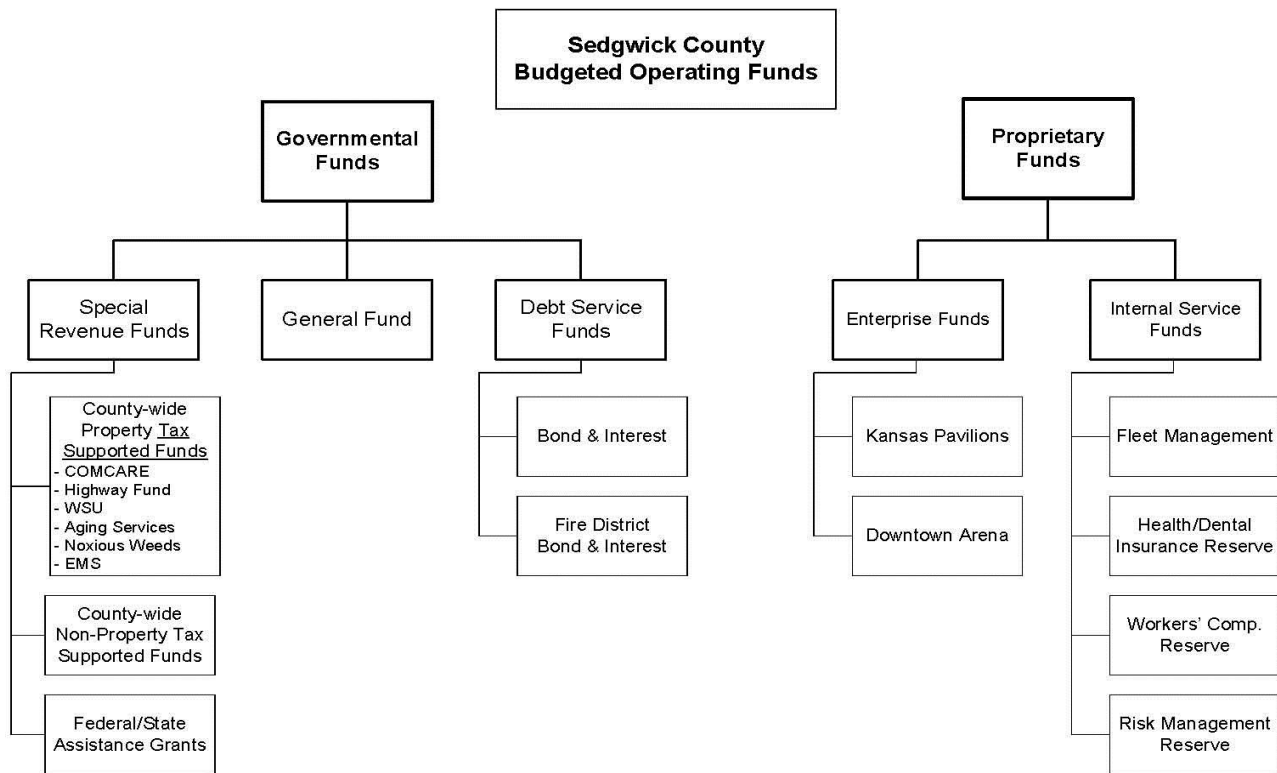 Sedgwick County
Budgeted Operating Funds
Governmental
Funds
Proprietary
Funds
Special
Revenue Funds
General Fund
Debt Service
Funds
Enterprise Funds
Internal Service
Funds
County-wide
Property Tax
Supported Funds
- COMCARE
- Highway Fund
- WSU
- Aging Services
- Noxious Weeds
- EMS
County-wide
Non-Property Tax
Supported Funds
Federal/State
Assistance Grants
Bond & Interest
Fire District
Bond & Interest
Kansas Pavilions
Downtown Arena
Fleet Management
Health/Dental
Insurance Reserve
Workers' Comp.
Reserve
Risk Management
Reserve